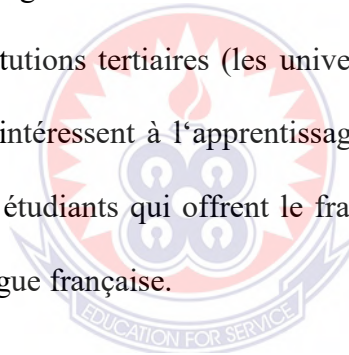 tutions tertiaires (les unive
intéressent à l‘apprentissag
étudiants qui offrent le fra
gue française.
EDUCATION FOR SERVICE